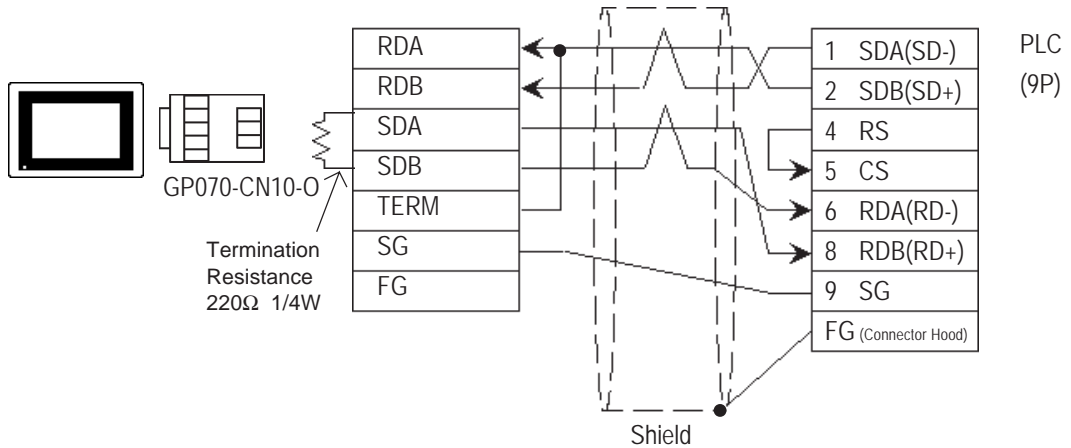 RDA
RDB
SDA
SDB
TERM
SG
FG
GP070-CN10-O
Termination
Resistance
220Ω 1/4W
1 SDA(SD-)
2 SDB(SD+)
4 RS
5 CS
6 RDA(RD-)
8 RDB(RD+)
9 SG
FG (Connector Hood)
PLC
(9P)
Shield